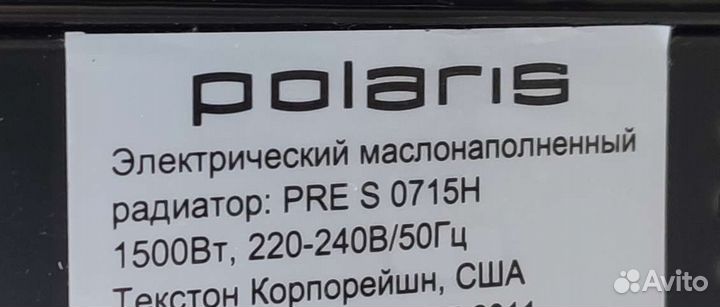 polaris
Электрический маслонаполненный
радиатор: PRE S 0715H
1500Вт, 220-240В/50Гц
Текстон Корпорейшн, США
Avito